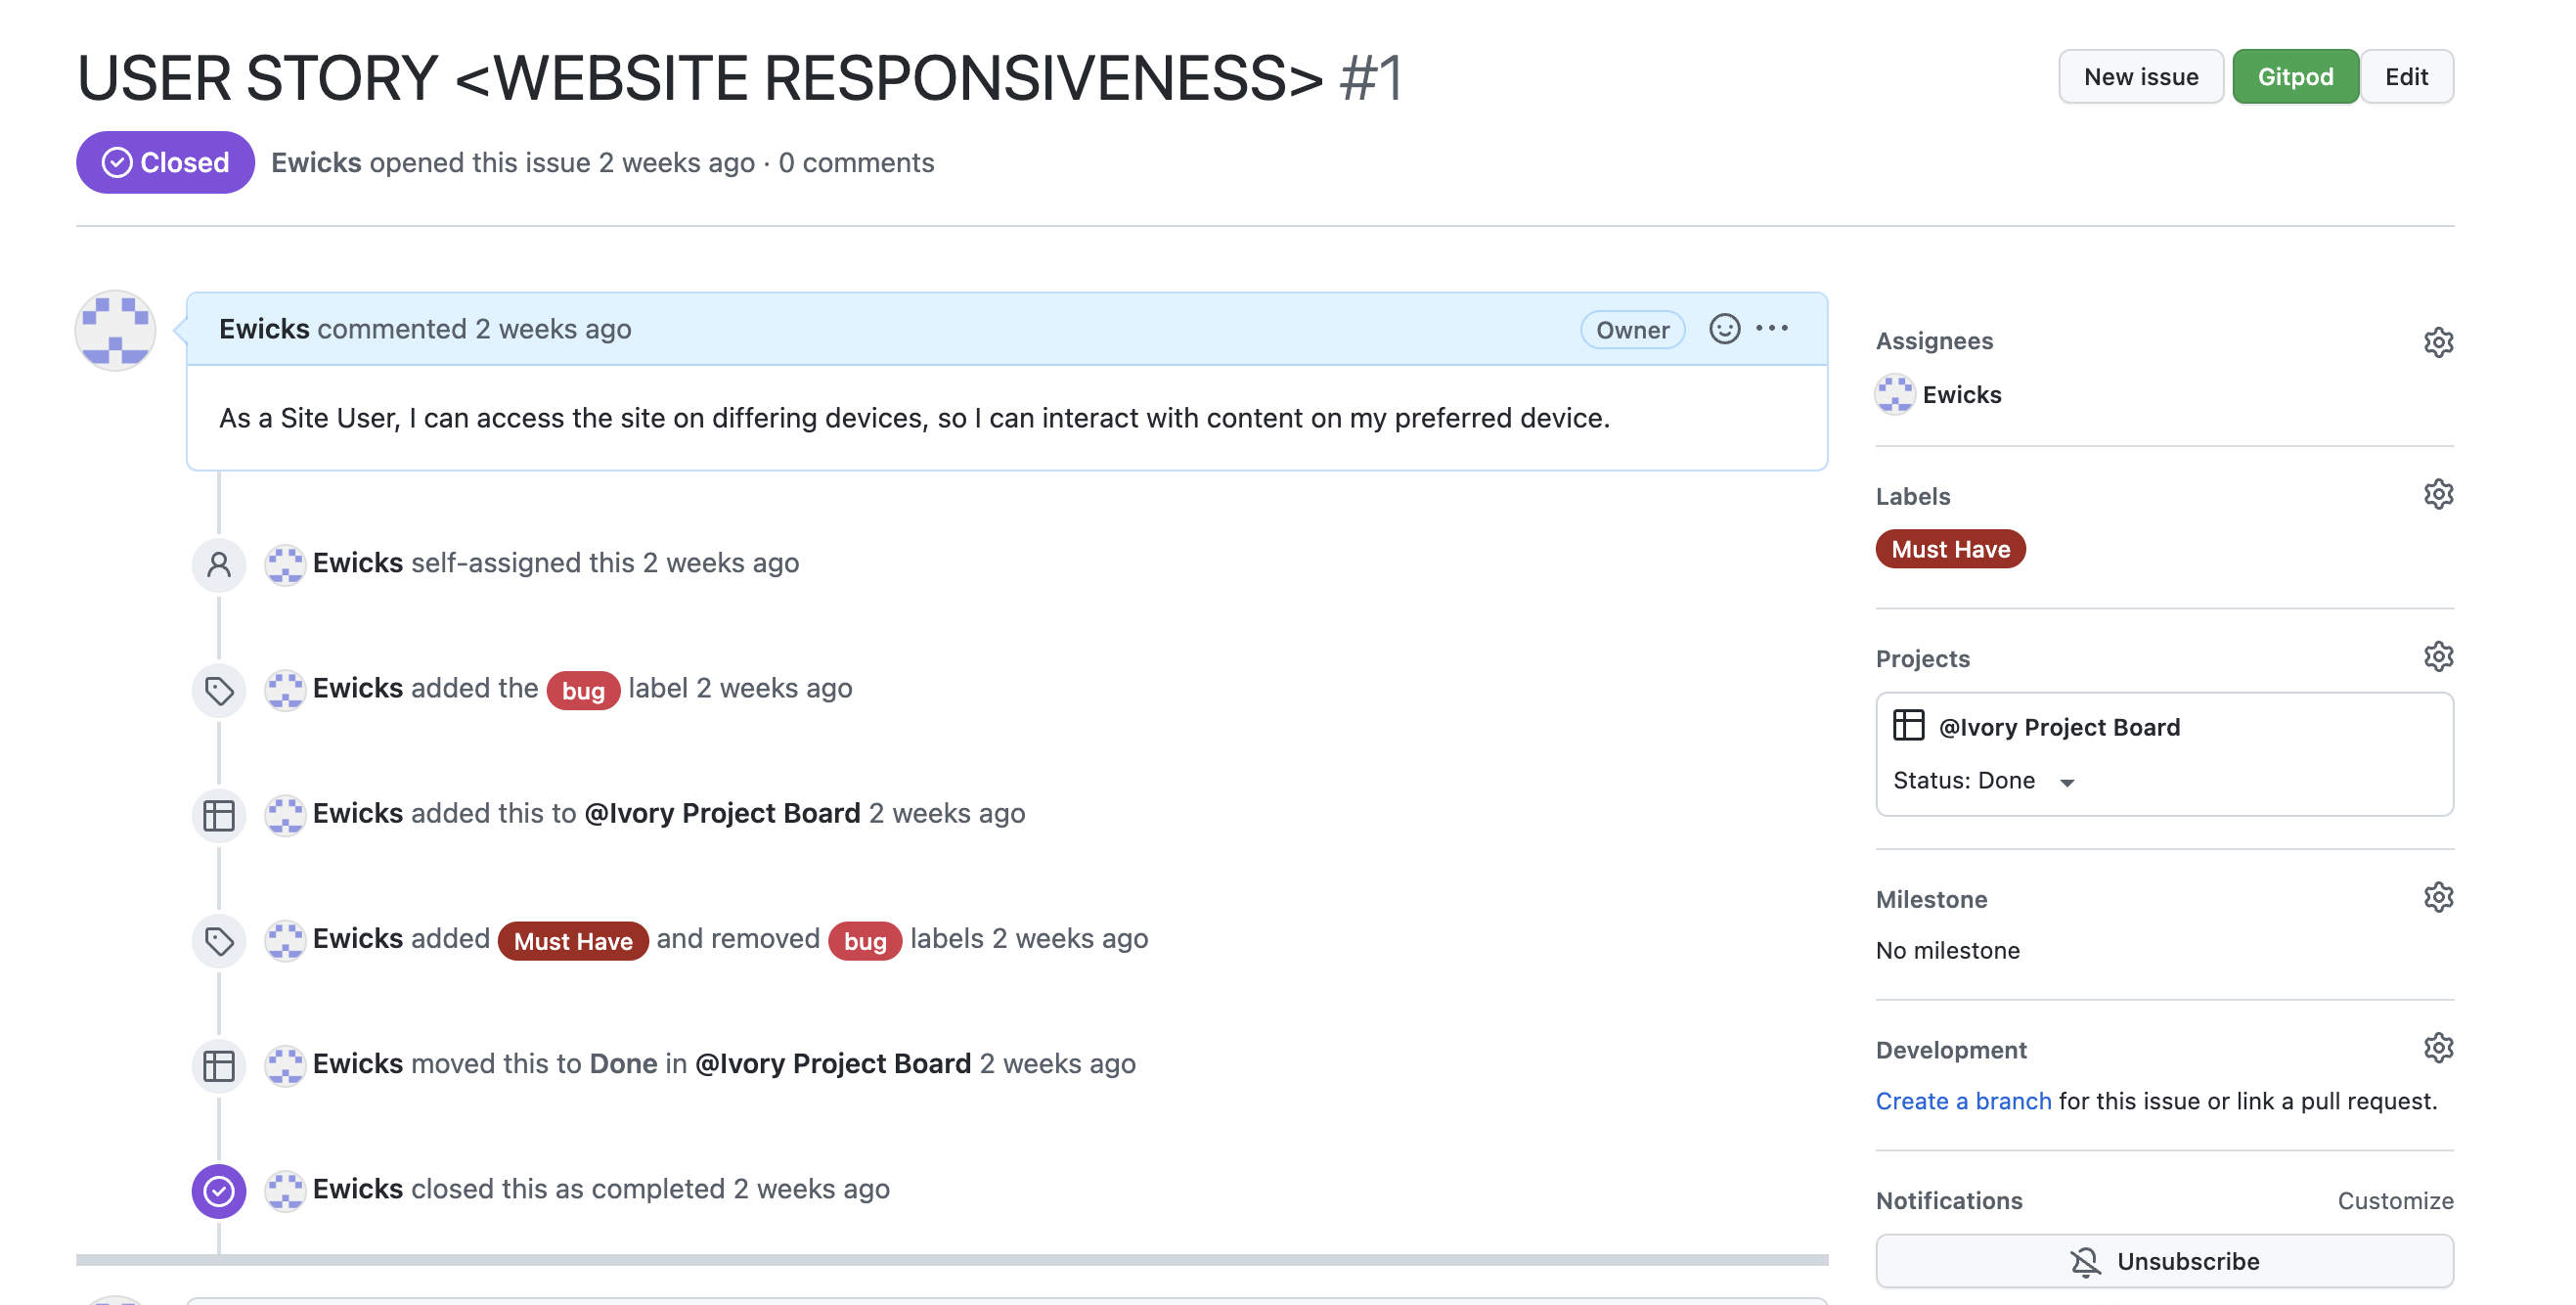 USER STORY <WEBSITE RESPONSIVENESS> #1
New issue
Gitpod
Edit
Closed
Ewicks opened this issue 2 weeks ago · 0 comments
Ewicks commented 2 weeks ago
Owner
As a Site User, I can access the site on differing devices, so I can interact with content on my preferred device.
Ewicks self-assigned this 2 weeks ago
Ewicks added the bug label 2 weeks ago
Ewicks added this to @Ivory Project Board 2 weeks ago
Ewicks added Must Have and removed bug labels 2 weeks ago
Ewicks moved this to Done in @Ivory Project Board 2 weeks ago
Ewicks closed this as completed 2 weeks ago
Assignees
Ewicks
Labels
Must Have
Projects
@Ivory Project Board
Status: Done
Milestone
No milestone
Development
Create a branch for this issue or link a pull request.
Notifications
Customize
Unsubscribe